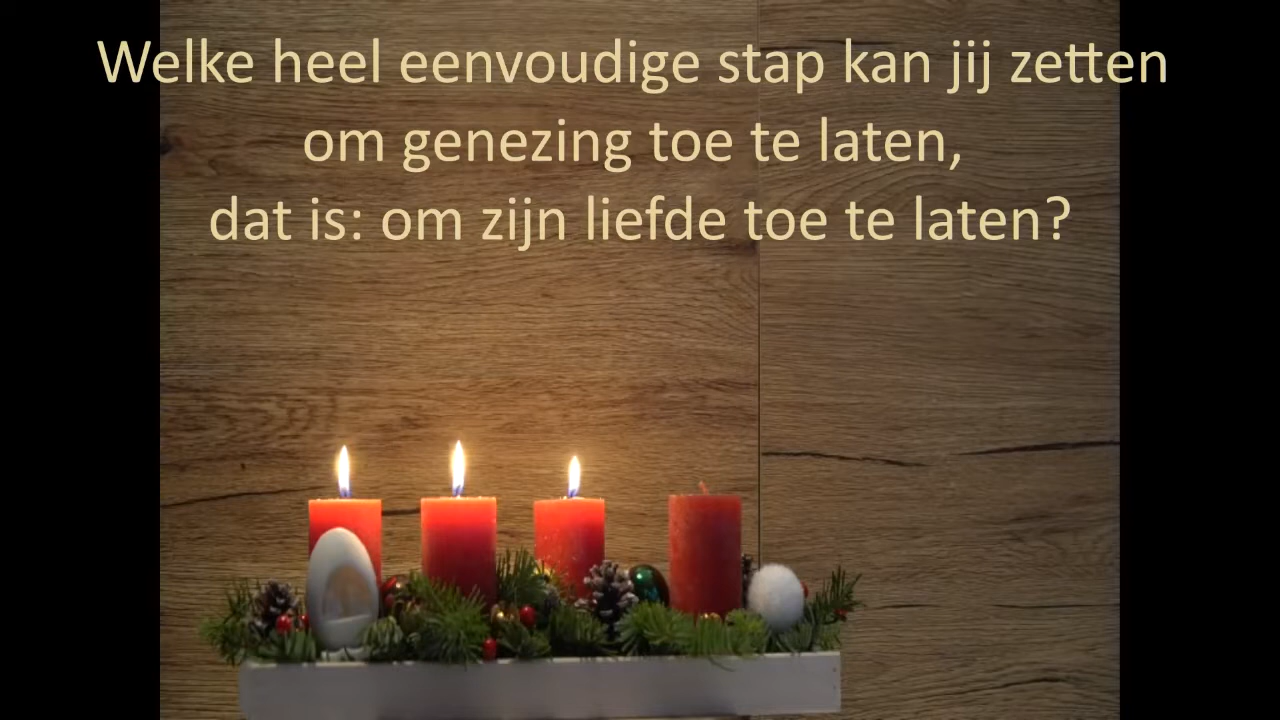 Welke heel eenvoudige stap kan jij zetten
om genezing toe te laten,
dat is: om zijn liefde toe te laten?